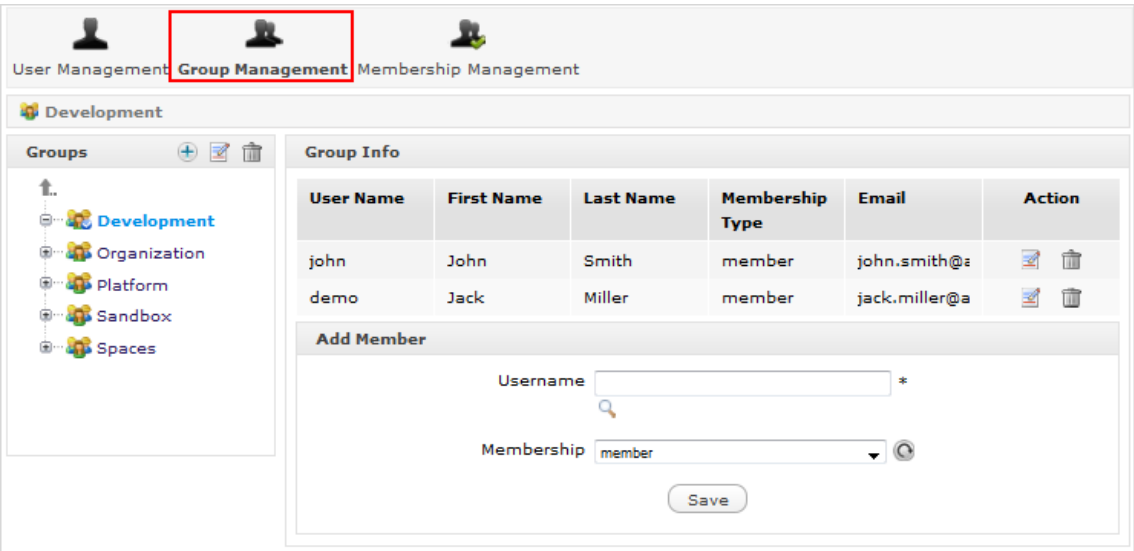 User Management Group Management Membership Management
Development
Groups
Group Info
..
Development
Organization
Platform
Sandbox
Spaces
User Name First Name Last Name Membership Type Email Action
john John Smith member john.smith@a
demo Jack Miller member jack.miller@a
Add Member
Username *
Membership member
Save